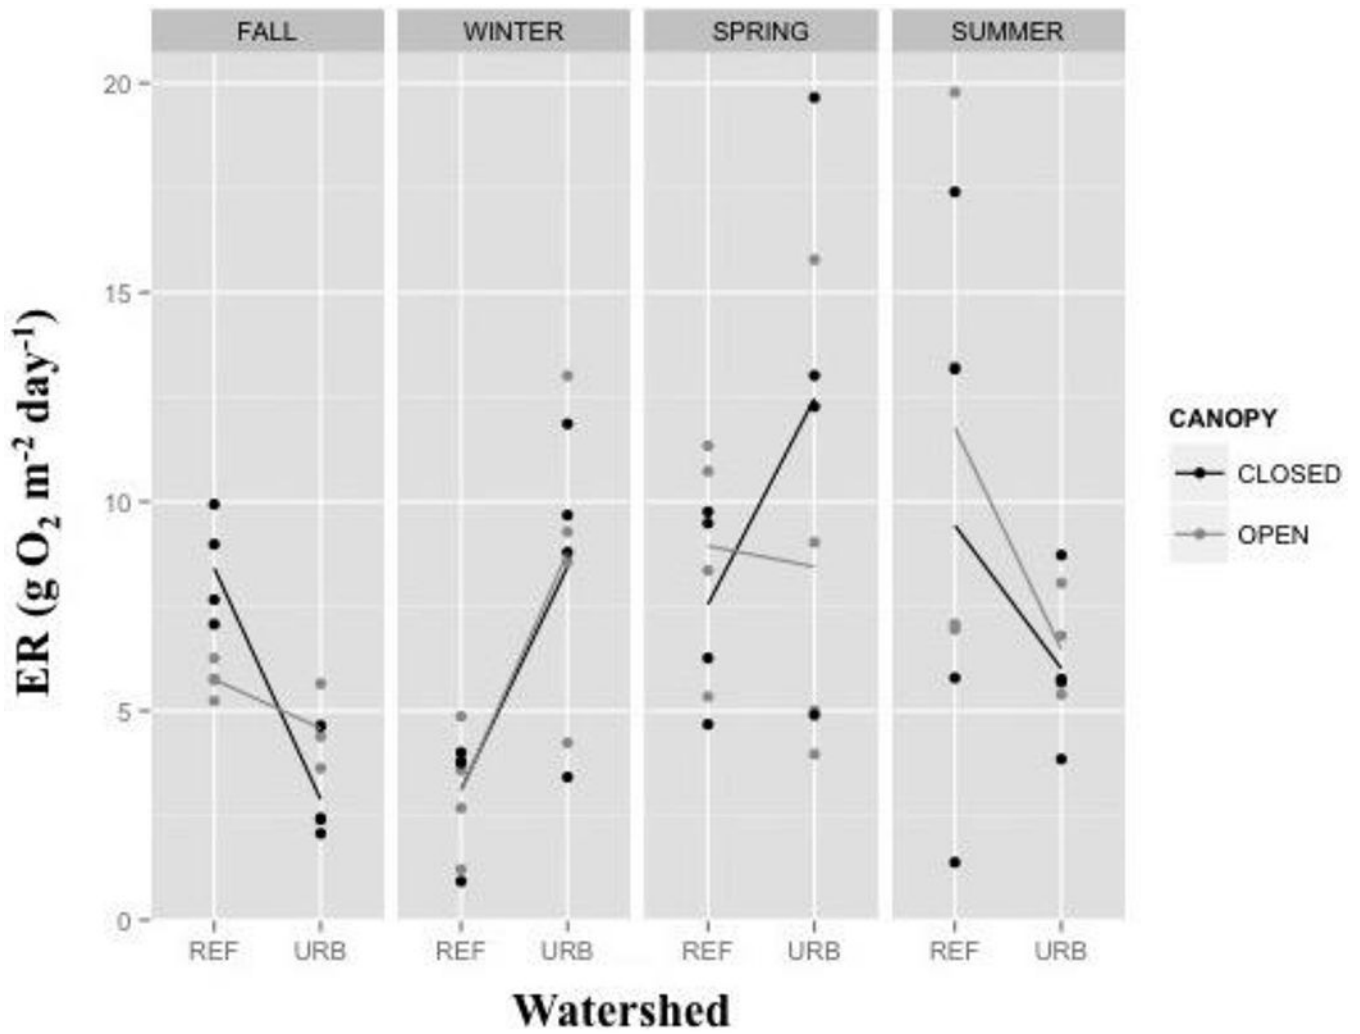 FALL WINTER SPRING SUMMER
20
15
10
5
0
ER (g O₂ m⁻² day⁻¹)
REF URB REF URB REF URB REF URB
Watershed
CANOPY
CLOSED
OPEN